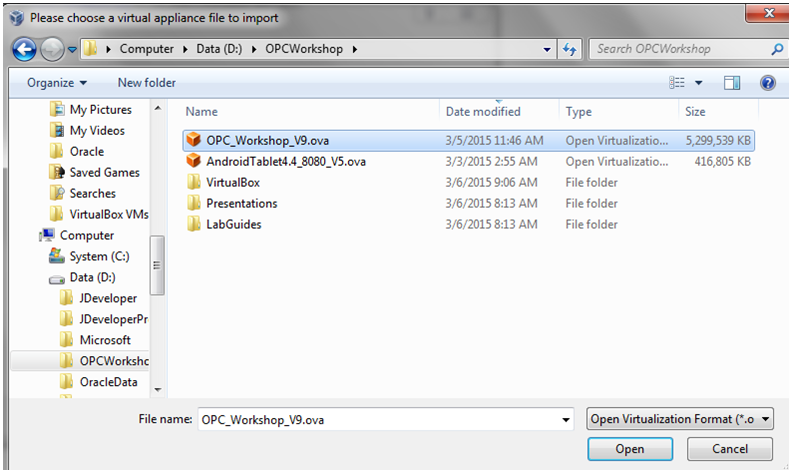 Please choose a virtual appliance file to import
Computer Data (D:) OPCWorkshop
Search OPCWorkshop
Organize New folder
My Pictures
My Videos
Oracle
Saved Games
Searches
VirtualBox VMs
Computer
System (C:)
Data (D:)
JDeveloper
JDeveloperPr
Microsoft
OPCWorksho
OracleData
Name Date modified Type Size
OPC_Workshop_V9.ova 3/5/2015 11:46 AM Open Virtualizatio... 5,299,539 KB
AndroidTablet4.4_8080_V5.ova 3/3/2015 2:55 AM Open Virtualizatio... 416,805 KB
VirtualBox 3/6/2015 9:06 AM File folder
Presentations 3/6/2015 8:13 AM File folder
LabGuides 3/6/2015 8:13 AM File folder
File name: OPC_Workshop_V9.ova Open Virtualization Format (*.o
Open Cancel